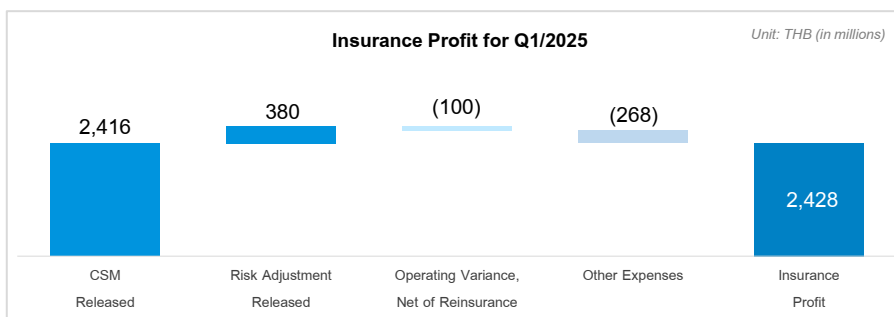 Insurance Profit for Q1/2025
Unit: THB (in millions)
2,416
380
(100)
(268)
2,428
CSM
Released
Risk Adjustment
Released
Operating Variance,
Net of Reinsurance
Other Expenses
Insurance
Profit